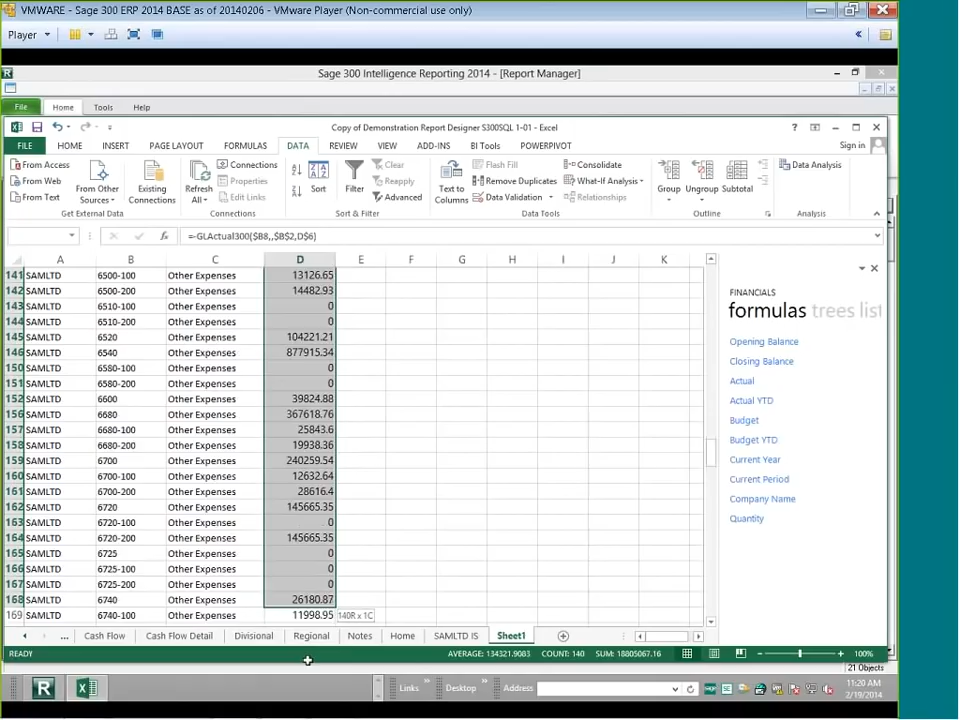 VMWARE - Sage 300 ERP 2014 BASE as of 20140206 - VMware Player (Non-commercial use only)
Player
Sage 300 Intelligence Reporting 2014 - [Report Manager]
File Home Tools Help
Copy of Demonstration Report Designer S300SQL 1-01 - Excel
FILE HOME INSERT PAGE LAYOUT FORMULAS DATA REVIEW VIEW ADD-INS BI Tools POWERPIVOT Sign in
From Access
From Web
From Text
From Other Sources
Existing Connections
Get External Data
Refresh All
Connections
Properties
Edit Links
Connections
Sort
Filter
Clear
Reapply
Advanced
Sort & Filter
Text to Columns
Flash Fill
Remove Duplicates
Data Validation
Consolidate
What-If Analysis
Relationships
Data Tools
Group
Ungroup
Subtotal
Outline
Data Analysis
Analysis
=-GLActual300($B8,,$B$2,D$6)
A B C D E F G H I J K
141 SAMLTD 6500-100 Other Expenses 13126.65
142 SAMLTD 6500-200 Other Expenses 14482.93
143 SAMLTD 6510-100 Other Expenses 0
144 SAMLTD 6510-200 Other Expenses 0
145 SAMLTD 6520 Other Expenses 104221.21
146 SAMLTD 6540 Other Expenses 877915.34
150 SAMLTD 6580-100 Other Expenses 0
151 SAMLTD 6580-200 Other Expenses 0
152 SAMLTD 6600 Other Expenses 39824.88
156 SAMLTD 6680 Other Expenses 367618.76
157 SAMLTD 6680-100 Other Expenses 25843.6
158 SAMLTD 6680-200 Other Expenses 19938.36
159 SAMLTD 6700 Other Expenses 240259.54
160 SAMLTD 6700-100 Other Expenses 12632.64
161 SAMLTD 6700-200 Other Expenses 28616.4
162 SAMLTD 6720 Other Expenses 145665.35
163 SAMLTD 6720-100 Other Expenses 0
164 SAMLTD 6720-200 Other Expenses 145665.35
165 SAMLTD 6725 Other Expenses 0
166 SAMLTD 6725-100 Other Expenses 0
167 SAMLTD 6725-200 Other Expenses 0
168 SAMLTD 6740 Other Expenses 26180.87
169 SAMLTD 6740-100 Other Expenses 11998.95 140R x 1C
FINANCIALS
formulas trees list
Opening Balance
Closing Balance
Actual
Actual YTD
Budget
Budget YTD
Current Year
Current Period
Company Name
Quantity
... Cash Flow Cash Flow Detail Divisional Regional Notes Home SAMLTD IS Sheet1
READY AVERAGE: 134321.9083 COUNT: 140 SUM: 18805067.16 100%
21 Objects
Links Desktop Address
11:20 AM
2/19/2014